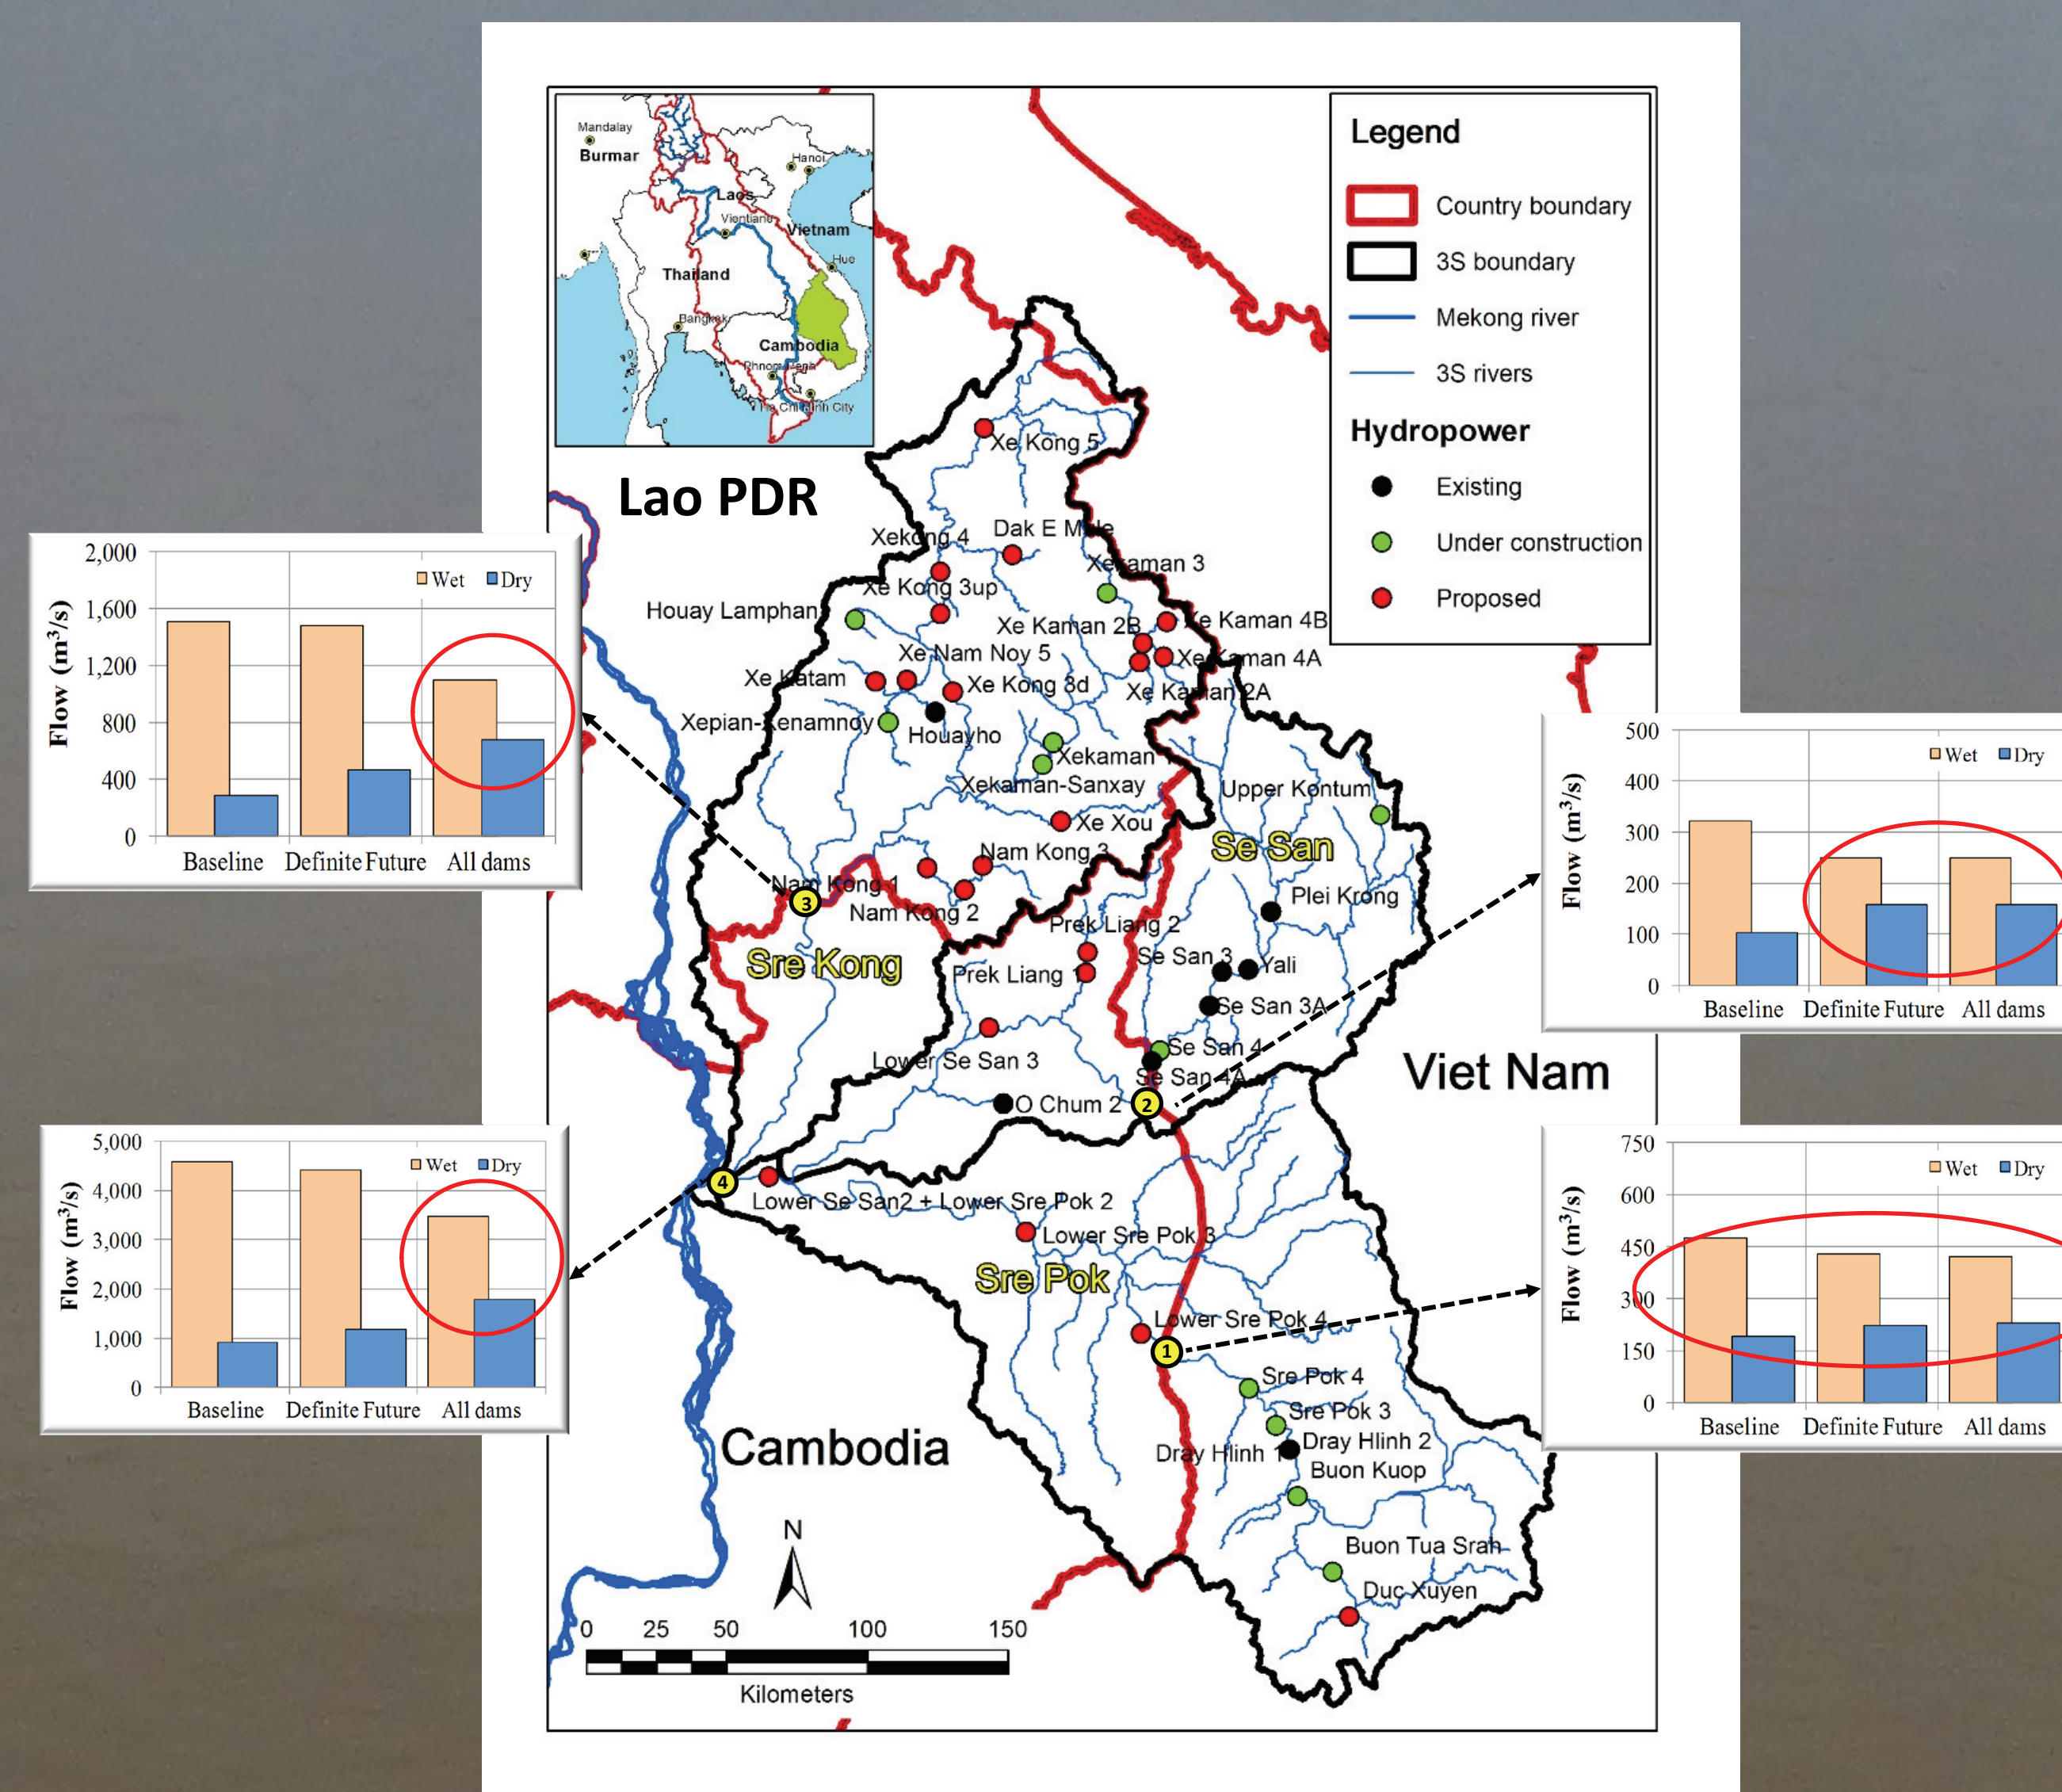 Mandalay
Burmar
Hanoi
Laos
Vientiane
Vietnam
Hue
Thailand
Bangkok
Cambodia
Phnom Penh
Ho Chi Minh City
Legend
Country boundary
3S boundary
Mekong river
3S rivers
Hydropower
Existing
Under construction
Proposed
Lao PDR
Xe Kong 5
Xekong 4
Dak E Mule
Xekaman 3
Xe Kong 3up
Houay Lamphan
Xe Kaman 2B
Xe Kaman 4B
Xe Nam Noy 5
Xe Kaman 4A
Xe Katam
Xe Kong 3d
Xe Kaman 2A
Xepian-Xenamnoy
Houayho
Xekaman 1
Xekaman-Sanxay
Upper Kontum
Xe Xou
Se San
Nam Kong 3
Nam Kong 1
3
Nam Kong 2
Plei Krong
Prek Liang 2
Sre Kong
Se San 3
Yali
Prek Liang 1
Se San 3A
Se San 4
Lower Se San 3
Se San 4A
O Chum 2
2
Viet Nam
4
Lower Se San2 + Lower Sre Pok 2
Lower Sre Pok 3
Sre Pok
Lower Sre Pok 4
1
Sre Pok 4
Sre Pok 3
Dray Hlinh 2
Dray Hlinh 1
Buon Kuop
Cambodia
Buon Tua Srah
Duc Xuyen
N
0 25 50 100 150
Kilometers
Flow (m³/s)
2,000
1,600
1,200
800
400
0
Wet Dry
Baseline Definite Future All dams
Flow (m³/s)
5,000
4,000
3,000
2,000
1,000
0
Wet Dry
Baseline Definite Future All dams
Flow (m³/s)
500
400
300
200
100
0
Wet Dry
Baseline Definite Future All dams
Flow (m³/s)
750
600
450
300
150
0
Wet Dry
Baseline Definite Future All dams